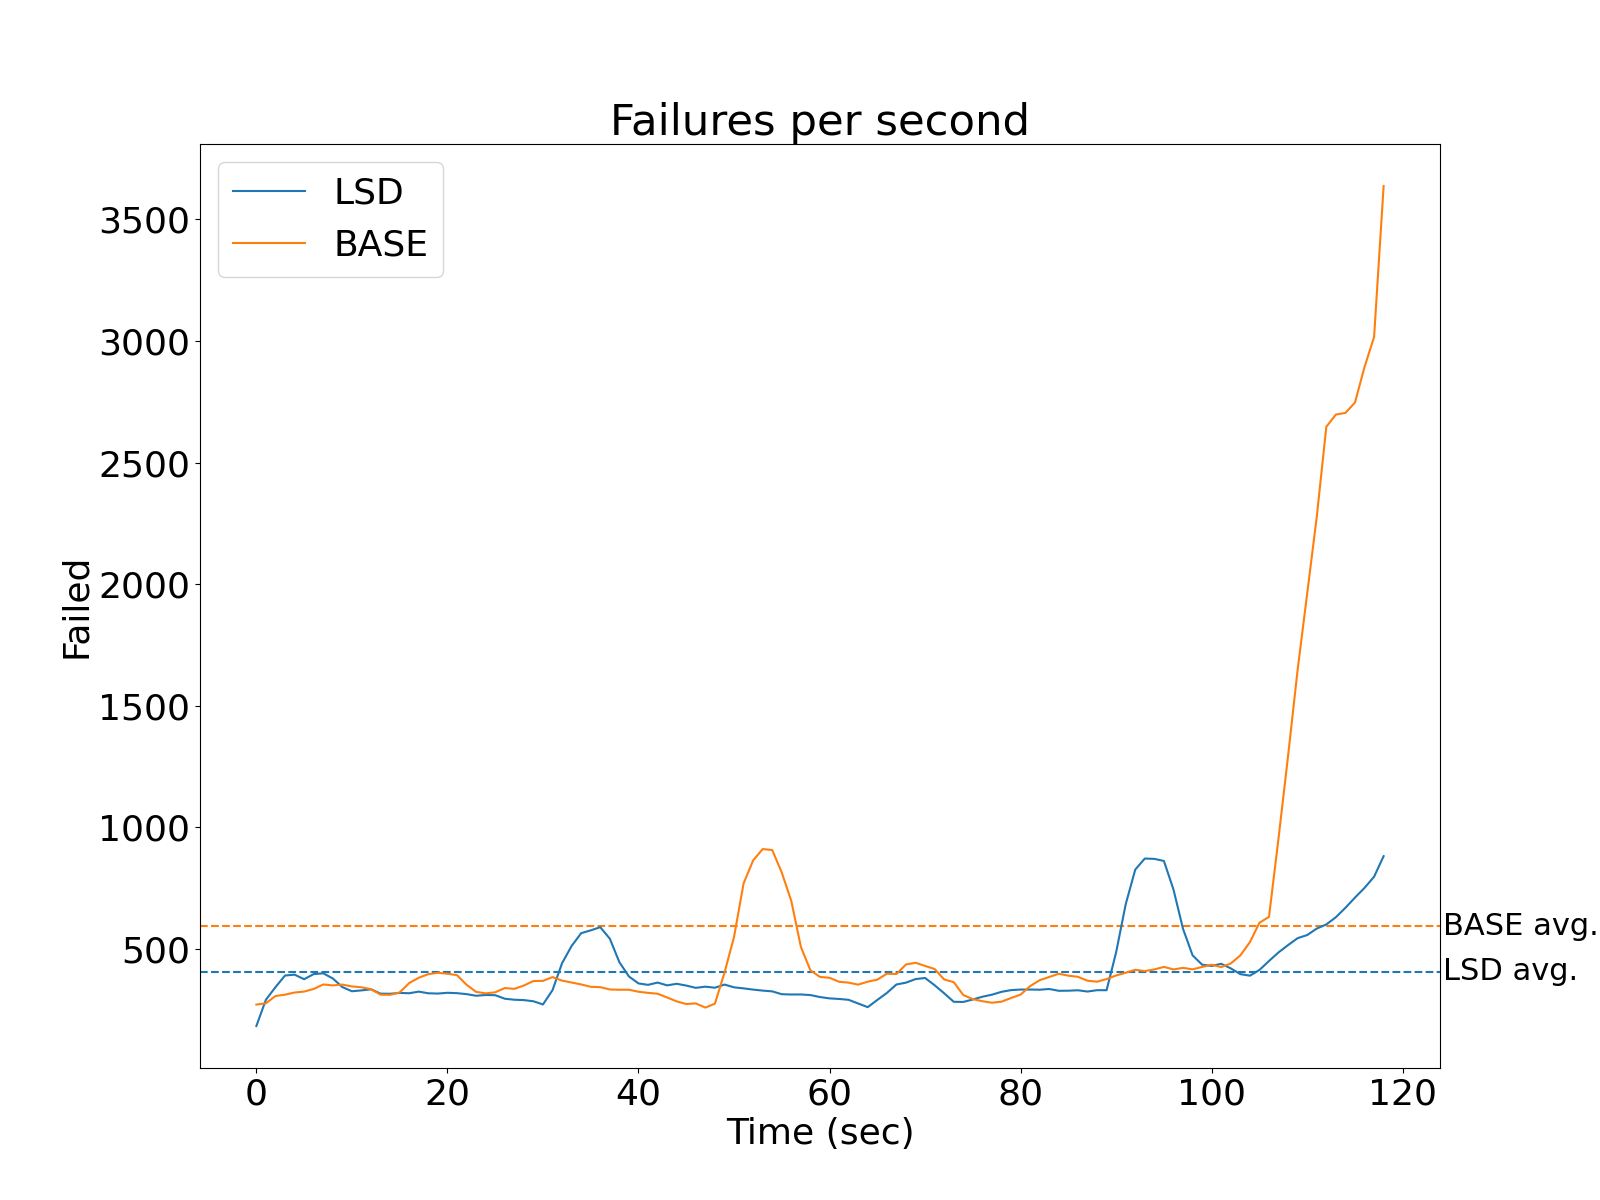 Failures per second
LSD
BASE
3500
3000
2500
2000
1500
1000
500
Failed
BASE avg.
LSD avg.
0 20 40 60 80 100 120
Time (sec)